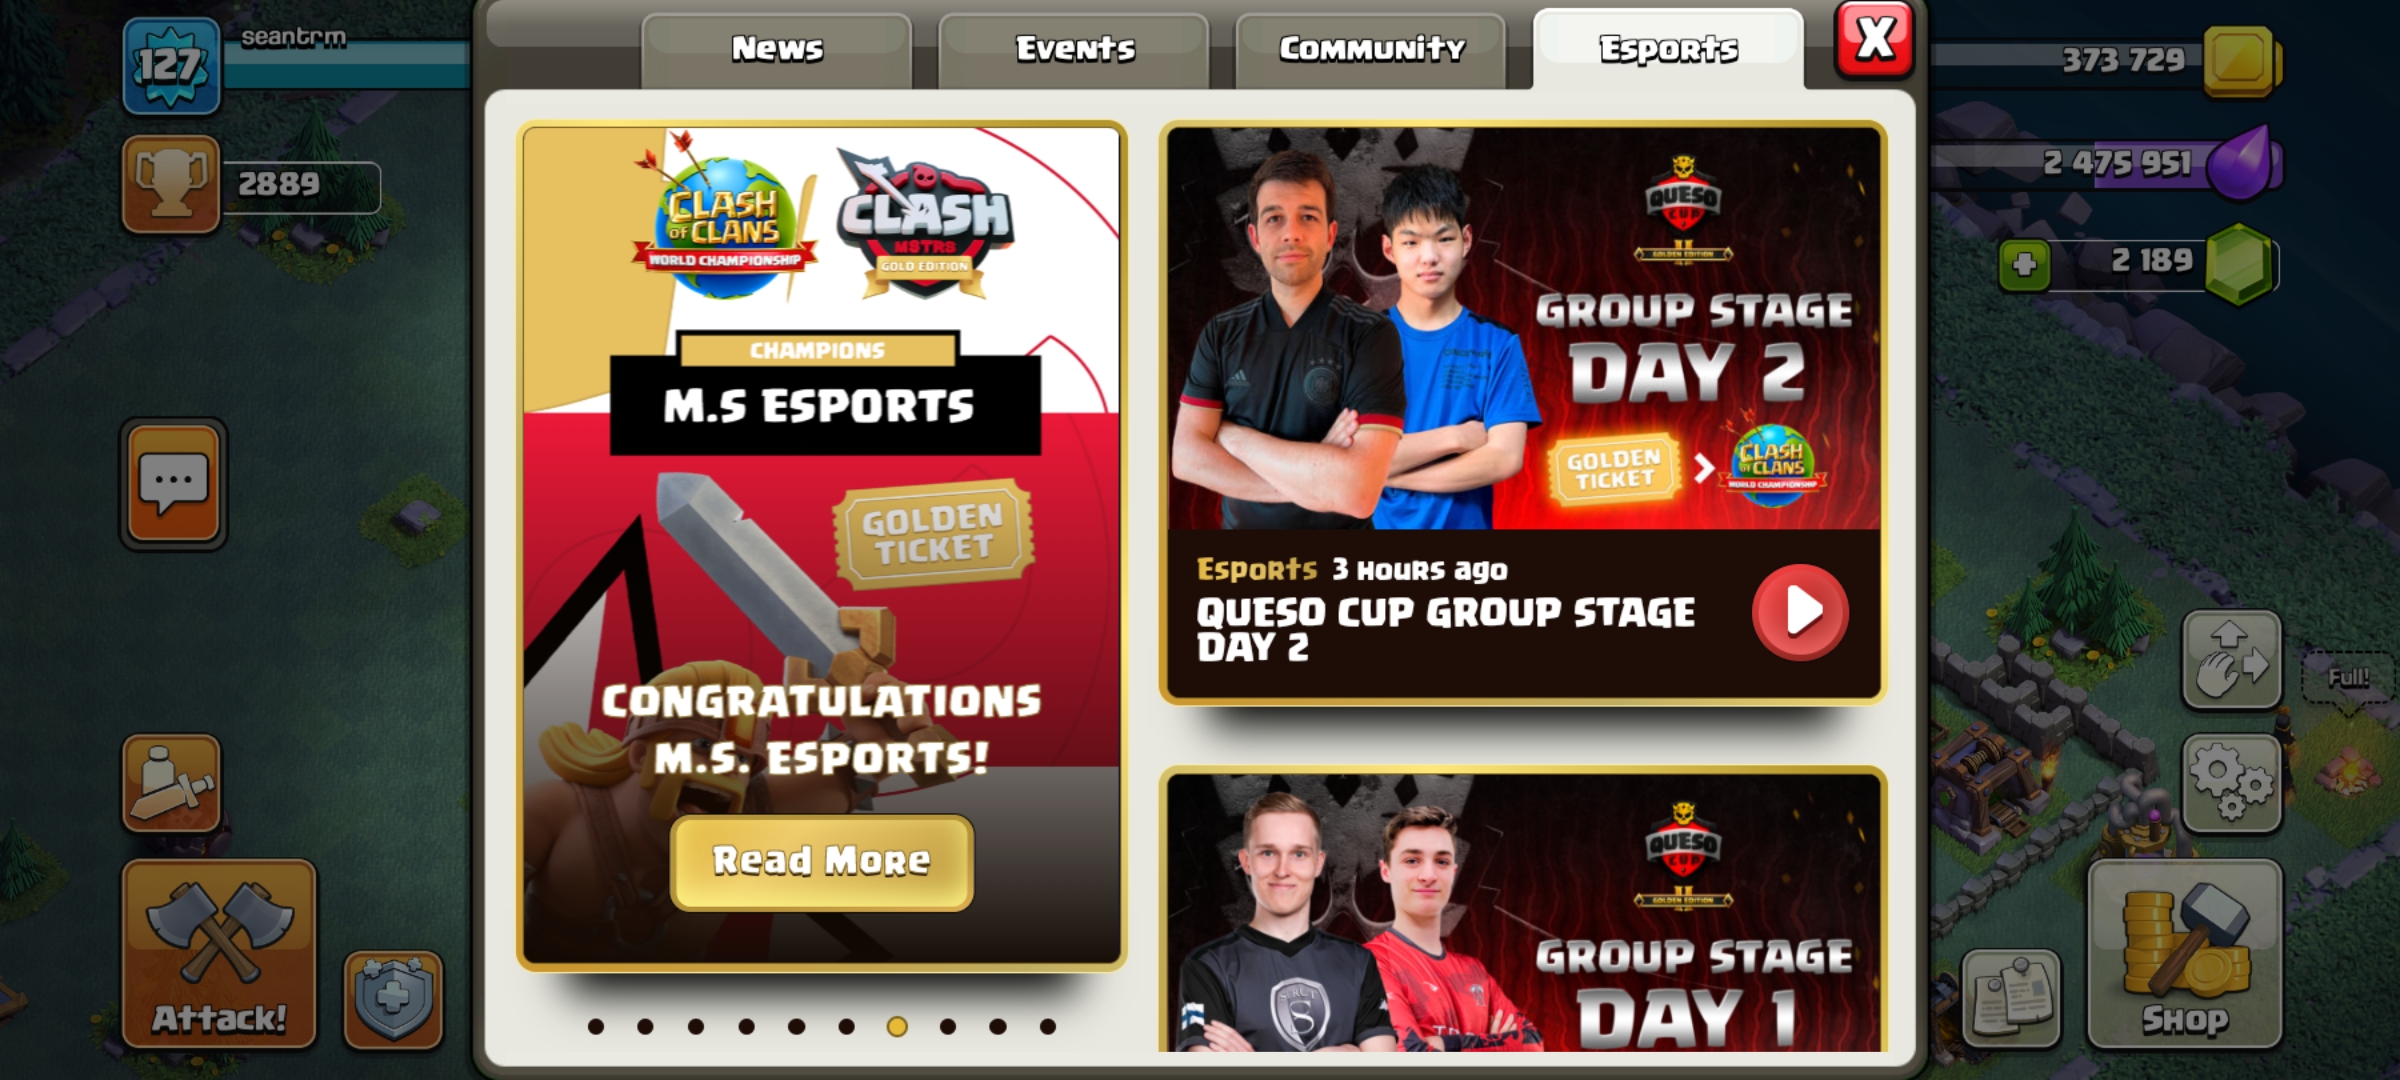 127
seantrm
2889
Attack!
News
Events
Community
Esports
X
CLASH
OF CLANS
WORLD CHAMPIONSHIP
CLASH
MSTRS
GOLD EDITION
CHAMPIONS
M.S ESPORTS
GOLDEN
TICKET
CONGRATULATIONS
M.S. ESPORTS!
Read More
QUESO
CUP
II
GOLDEN EDITION
GROUP STAGE
DAY 2
GOLDEN
TICKET
CLASH
OF CLANS
WORLD CHAMPIONSHIP
Esports 3 hours ago
QUESO CUP GROUP STAGE
DAY 2
QUESO
CUP
II
GOLDEN EDITION
GROUP STAGE
DAY 1
373 729
2 475 951
2 189
Full!
Shop